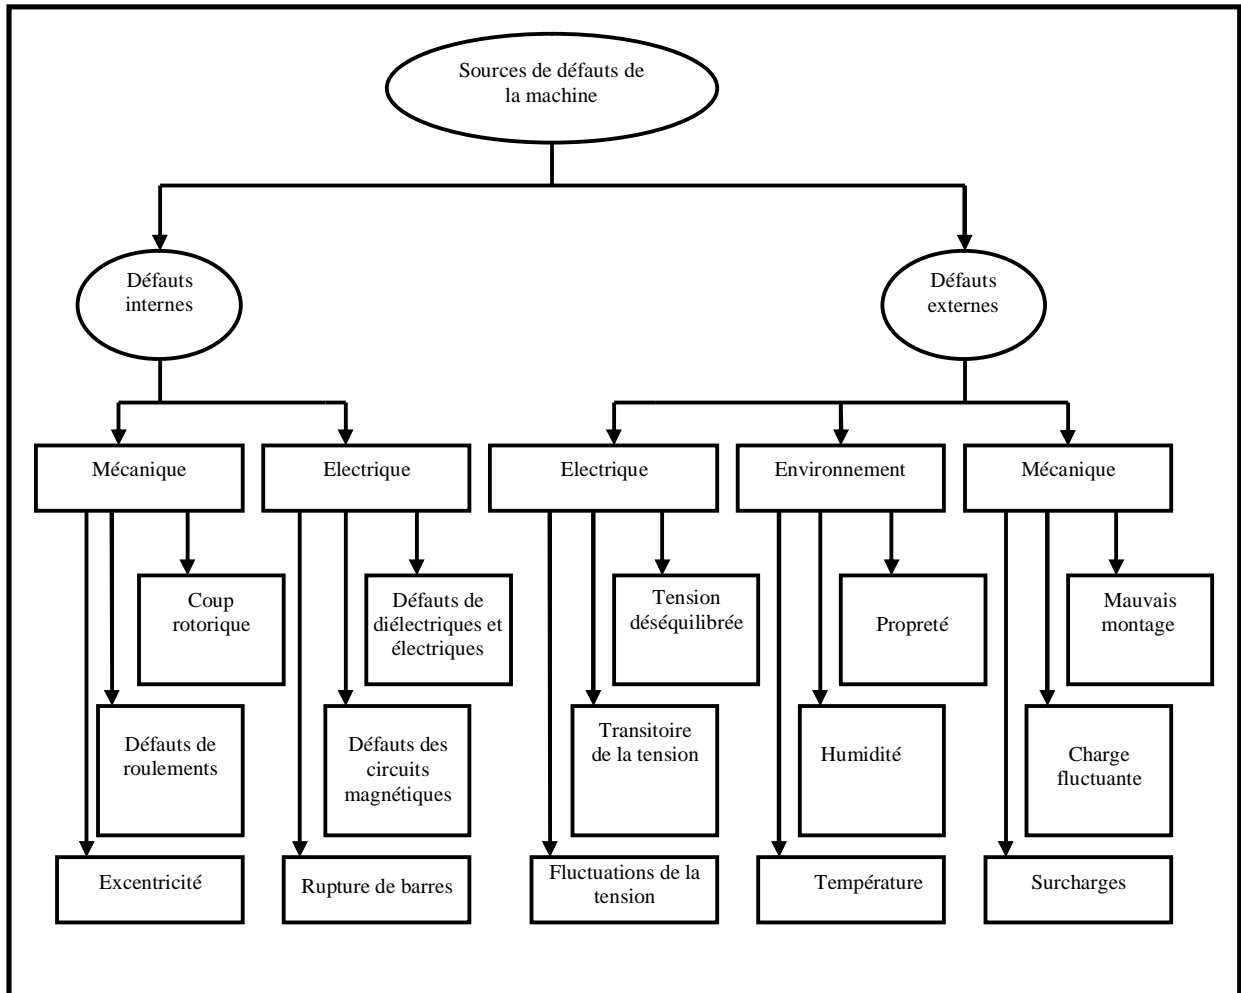 Sources de défauts de
la machine
Défauts
internes
Défauts
externes
Mécanique
Electrique
Electrique
Environnement
Mécanique
Coup
rotorique
Défauts de
diélectriques et
électriques
Tension
déséquilibrée
Propreté
Mauvais
montage
Défauts de
roulements
Défauts des
circuits
magnétiques
Transitoire
de la tension
Humidité
Charge
fluctuante
Excentricité
Rupture de barres
Fluctuations de la
tension
Température
Surcharges